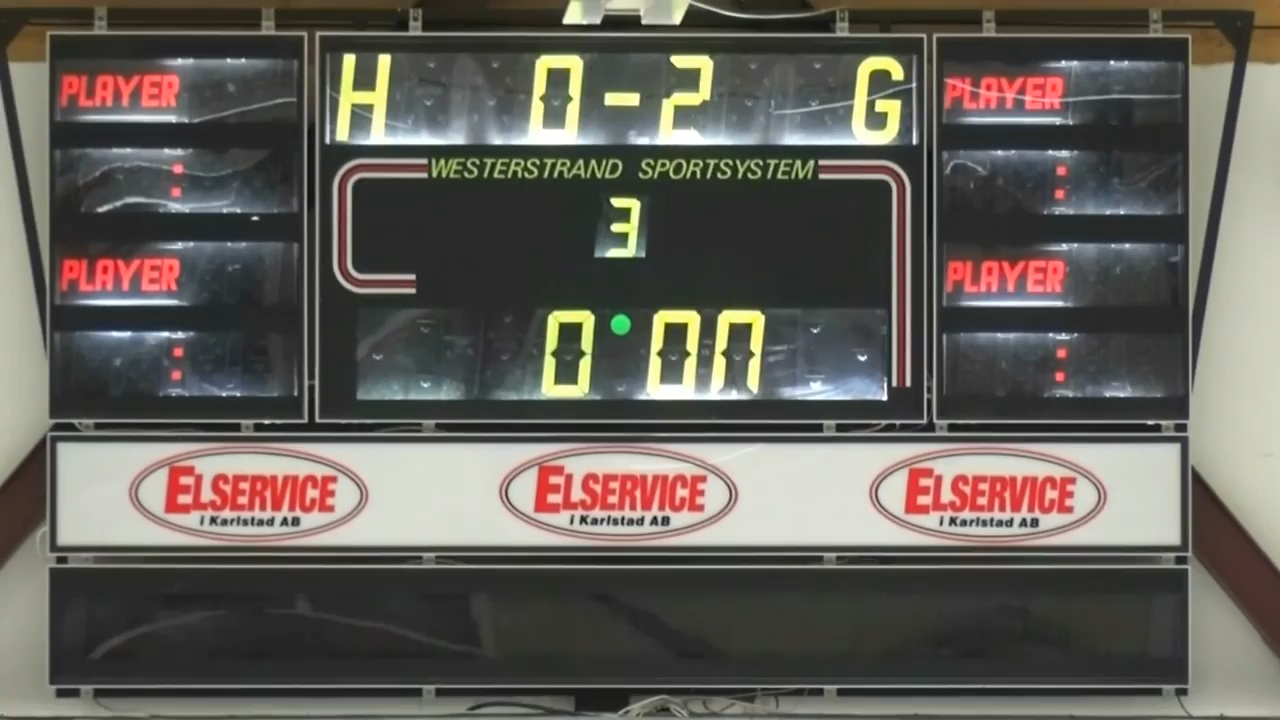 PLAYER
:
PLAYER
:
H 0-2 G
WESTERSTRAND SPORTSYSTEM
3
0:00
PLAYER
:
PLAYER
:
ELSERVICE
i Karlstad AB
ELSERVICE
i Karlstad AB
ELSERVICE
i Karlstad AB